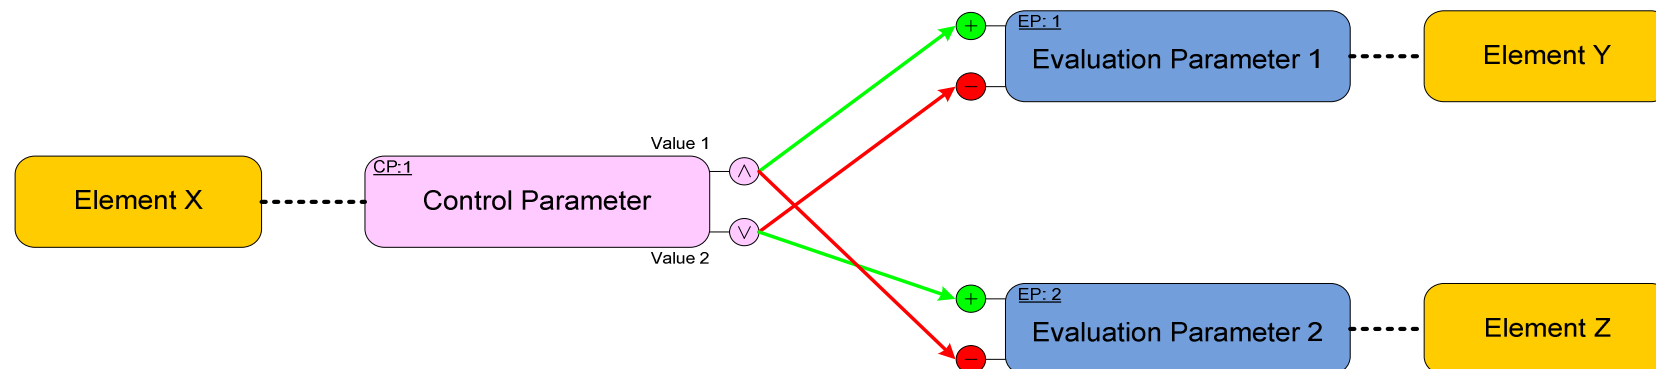 EP: 1
+
Evaluation Parameter 1
Element Y
−
Value 1
CP:1
Element X
Control Parameter
Value 2
EP: 2
+
Evaluation Parameter 2
Element Z
−